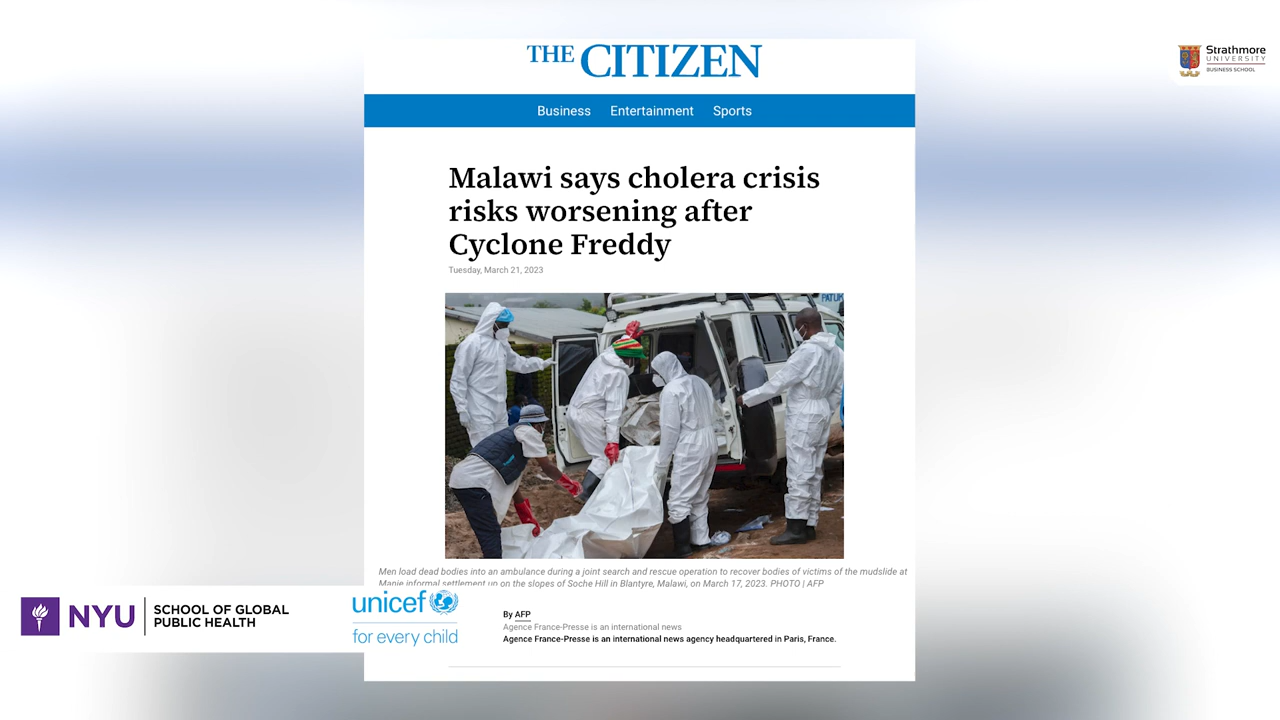 THE CITIZEN
Strathmore
UNIVERSITY
BUSINESS SCHOOL
Business Entertainment Sports
Malawi says cholera crisis
risks worsening after
Cyclone Freddy
Tuesday, March 21, 2023
Men load dead bodies into an ambulance during a joint search and rescue operation to recover bodies of victims of the mudslide at
Manje informal settlement up on the slopes of Soche Hill in Blantyre, Malawi, on March 17, 2023. PHOTO | AFP
NYU
SCHOOL OF GLOBAL
PUBLIC HEALTH
unicef
for every child
By AFP
Agence France-Presse is an international news
Agence France-Presse is an international news agency headquartered in Paris, France.